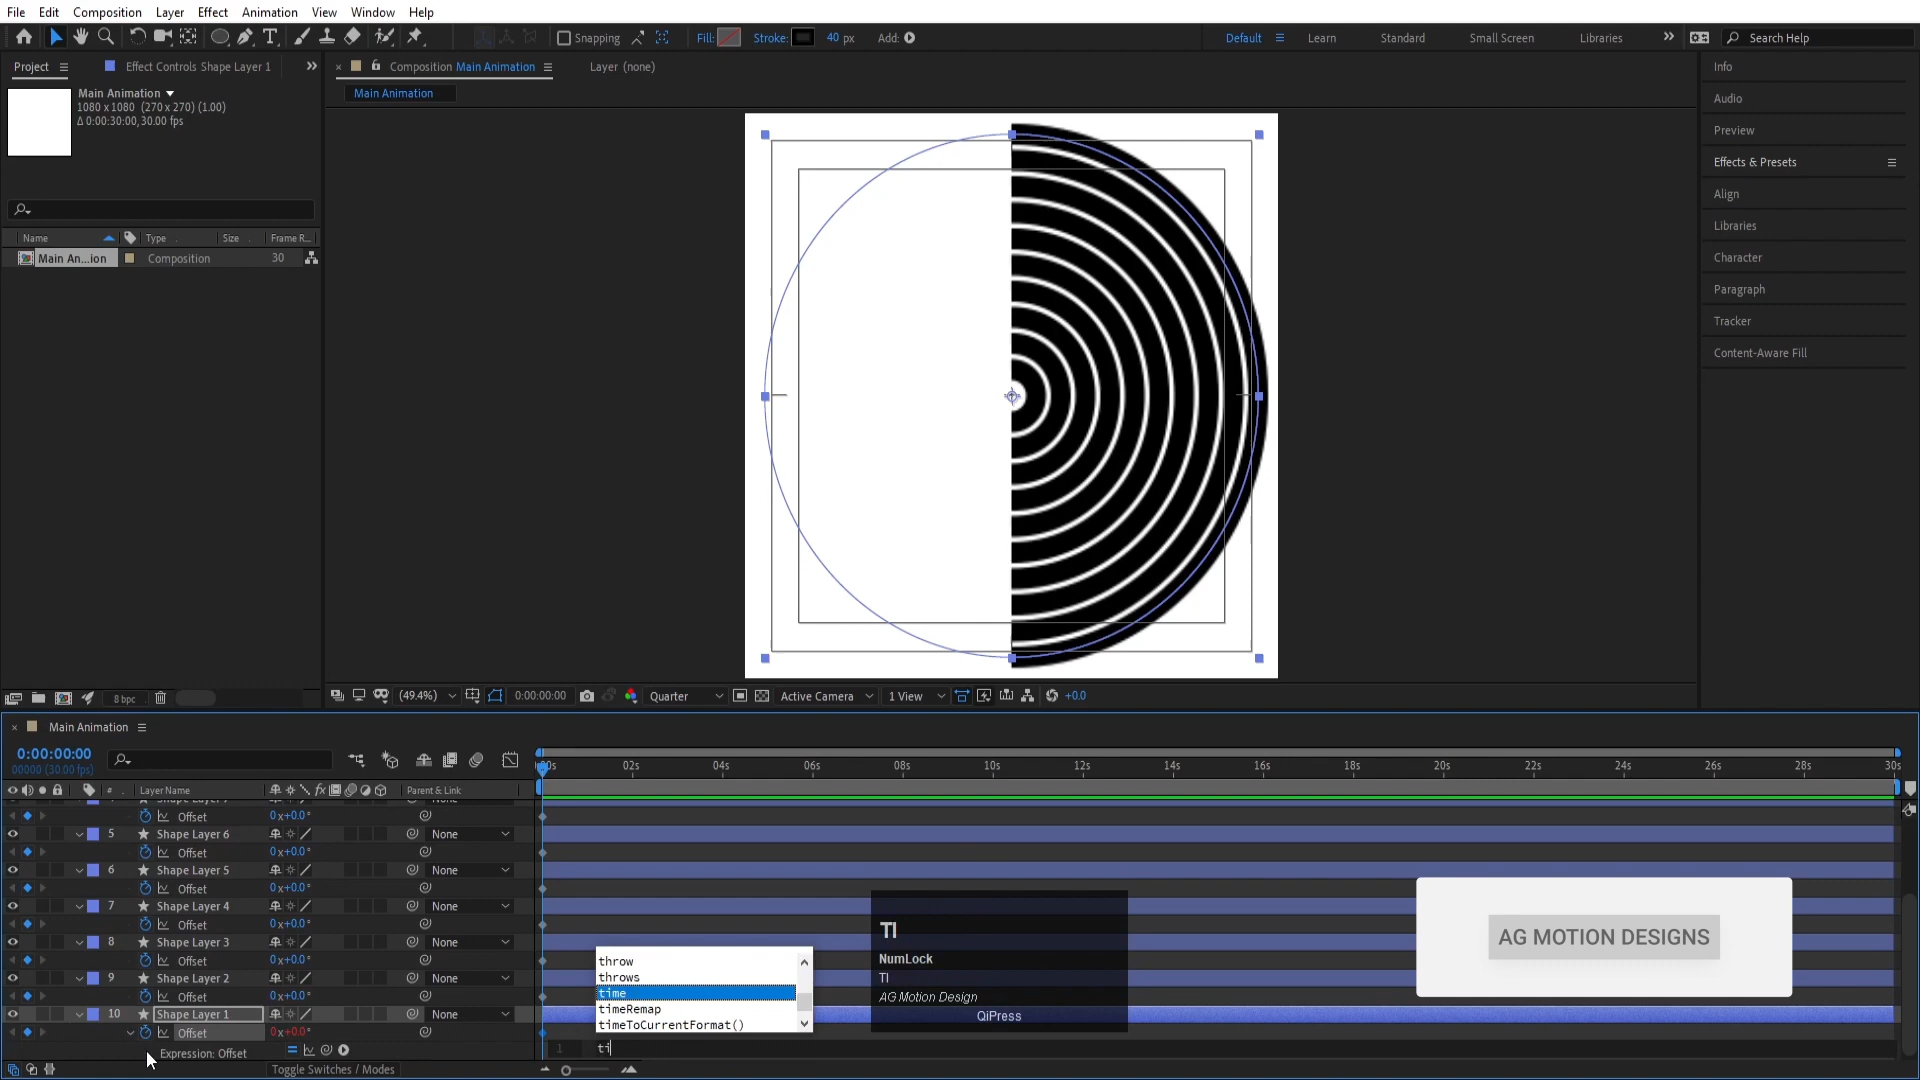 File Edit Composition Layer Effect Animation View Window Help
Snapping Fill: Stroke: 40 px Add: Default Learn Standard Small Screen Libraries Search Help
Project Effect Controls Shape Layer 1 Composition Main Animation Layer (none)
Main Animation
Main Animation
1080 x 1080 (270 x 270) (1.00)
Δ 0:00:30:00, 30.00 fps
Name Type Size Frame R...
Main An...ion Composition 30
Info
Audio
Preview
Effects & Presets
Align
Libraries
Character
Paragraph
Tracker
Content-Aware Fill
8 bpc (49.4%) 0:00:00:00 Quarter Active Camera 1 View +0.0
Main Animation
0:00:00:00
00000 (30.00 fps)
02s 04s 06s 08s 10s 12s 14s 16s 18s 20s 22s 24s 26s 28s 30s
# Layer Name Parent & Link
Offset 0x+0.0°
5 Shape Layer 6 None
Offset 0x+0.0°
6 Shape Layer 5 None
Offset 0x+0.0°
7 Shape Layer 4 None
Offset 0x+0.0°
8 Shape Layer 3 None
Offset 0x+0.0°
9 Shape Layer 2 None
Offset 0x+0.0°
10 Shape Layer 1 None
Offset 0x+0.0°
Expression: Offset
Toggle Switches / Modes
throw
throws
time
timeRemap
timeToCurrentFormat()
1 ti
TI
NumLock
TI
AG Motion Design
QiPress
AG MOTION DESIGNS